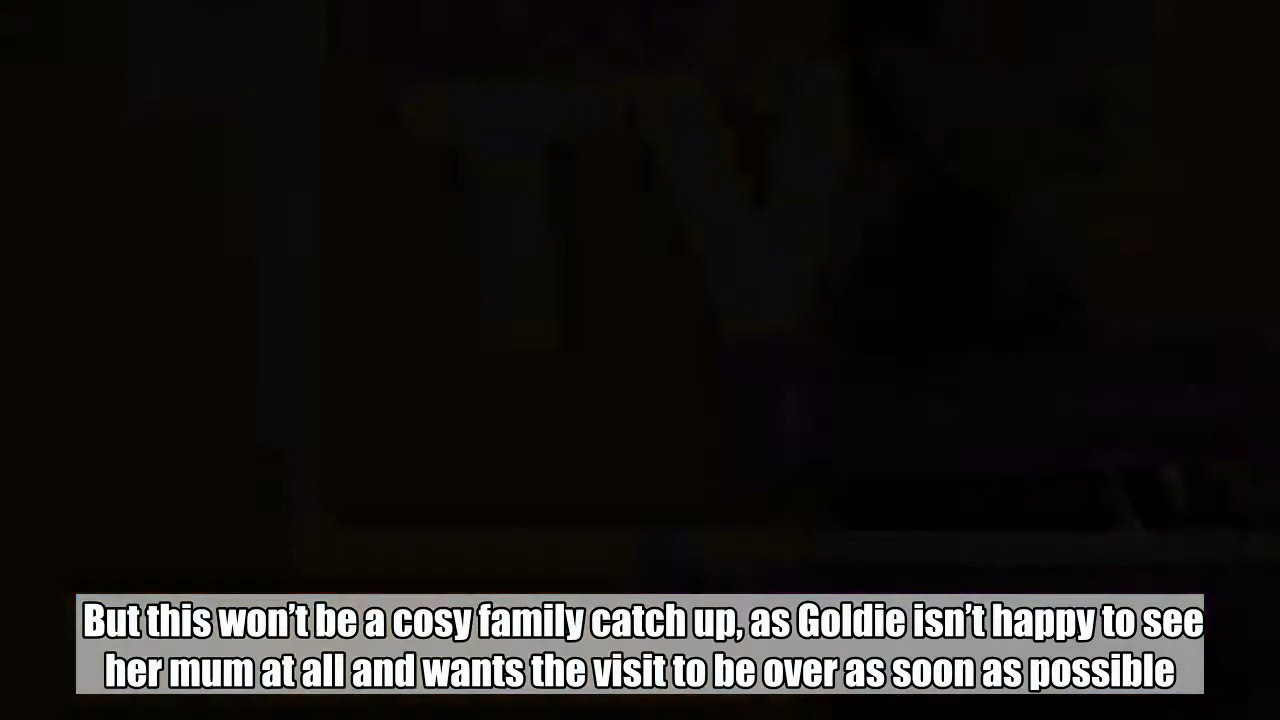 TV
But this won’t be a cosy family catch up, as Goldie isn’t happy to see
her mum at all and wants the visit to be over as soon as possible